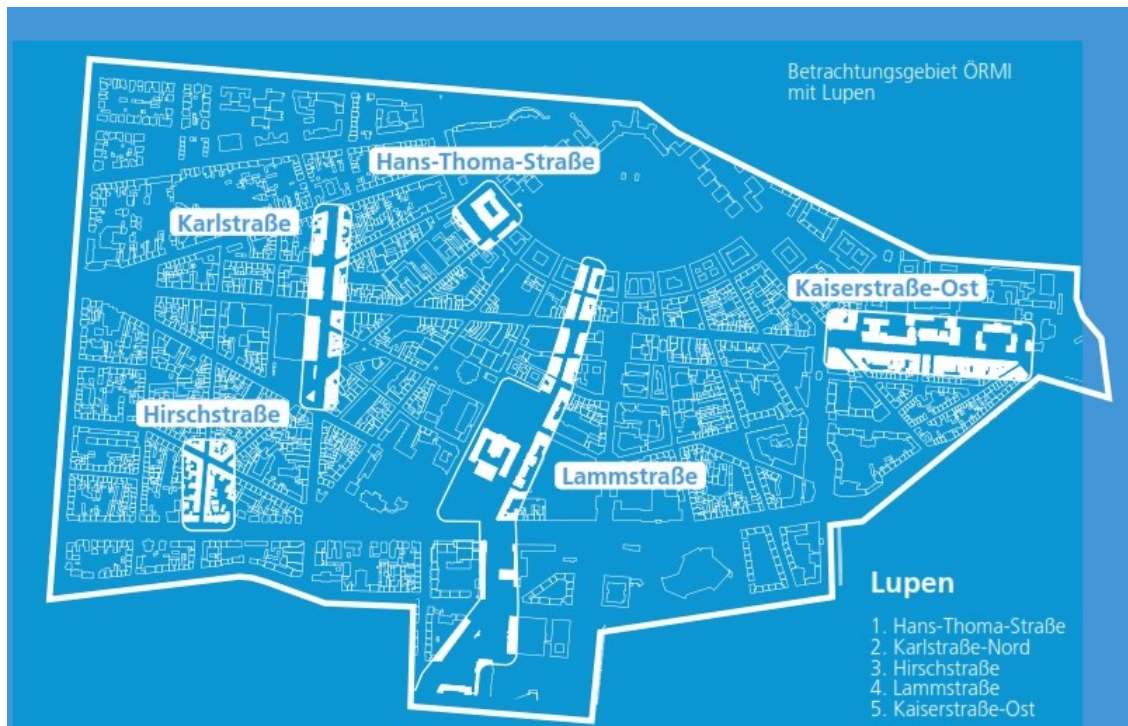 Betrachtungsgebiet ÖRMI
mit Lupen
Hans-Thoma-Straße
Karlstraße
Kaiserstraße-Ost
Hirschstraße
Lammstraße
Lupen
1. Hans-Thoma-Straße
2. Karlstraße-Nord
3. Hirschstraße
4. Lammstraße
5. Kaiserstraße-Ost